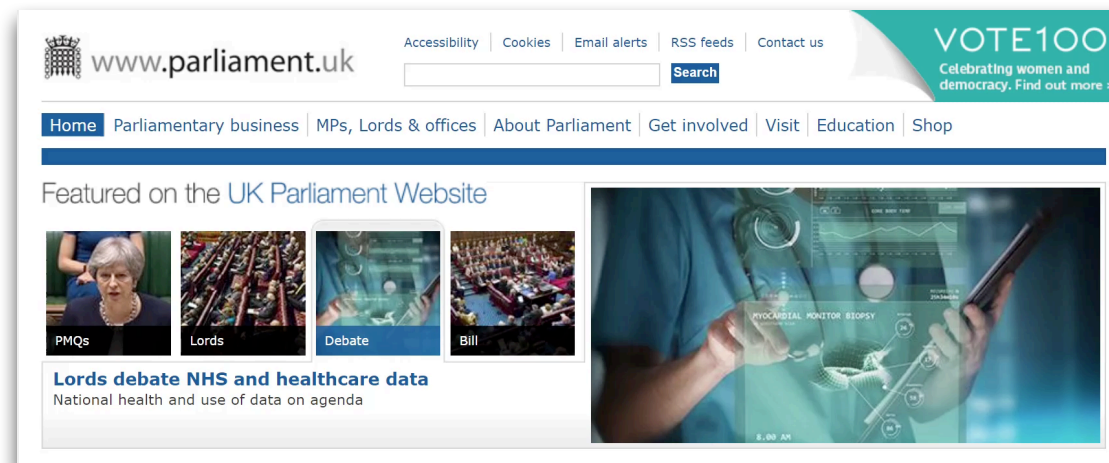 www.parliament.uk
Accessibility Cookies Email alerts RSS feeds Contact us
Search
VOTE100
Celebrating women and
democracy. Find out more
Home Parliamentary business MPs, Lords & offices About Parliament Get involved Visit Education Shop
Featured on the UK Parliament Website
PMQs Lords Debate Bill
Lords debate NHS and healthcare data
National health and use of data on agenda
MYOCARDIAL MONITOR BIOPSY